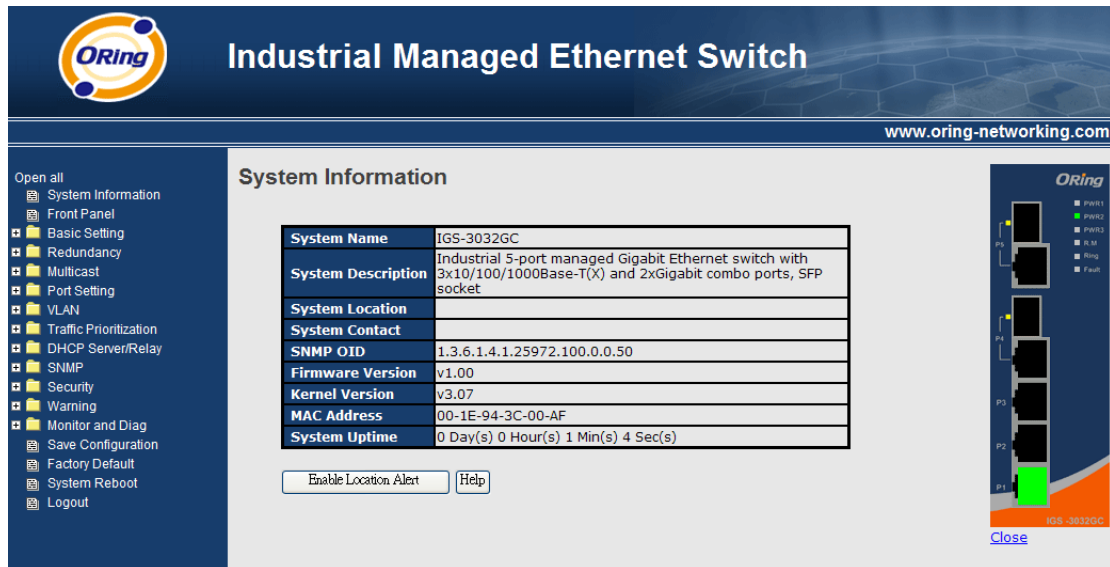 ORing
Industrial Managed Ethernet Switch
www.oring-networking.com
Open all
System Information
Front Panel
Basic Setting
Redundancy
Multicast
Port Setting
VLAN
Traffic Prioritization
DHCP Server/Relay
SNMP
Security
Warning
Monitor and Diag
Save Configuration
Factory Default
System Reboot
Logout
System Information
System Name IGS-3032GC
System Description Industrial 5-port managed Gigabit Ethernet switch with
3x10/100/1000Base-T(X) and 2xGigabit combo ports, SFP
socket
System Location
System Contact
SNMP OID 1.3.6.1.4.1.25972.100.0.0.50
Firmware Version v1.00
Kernel Version v3.07
MAC Address 00-1E-94-3C-00-AF
System Uptime 0 Day(s) 0 Hour(s) 1 Min(s) 4 Sec(s)
Enable Location Alert Help
ORing
PWR1
PWR2
PWR3
R.M
Ring
Fault
P5
P4
P3
P2
P1
IGS -3032GC
Close